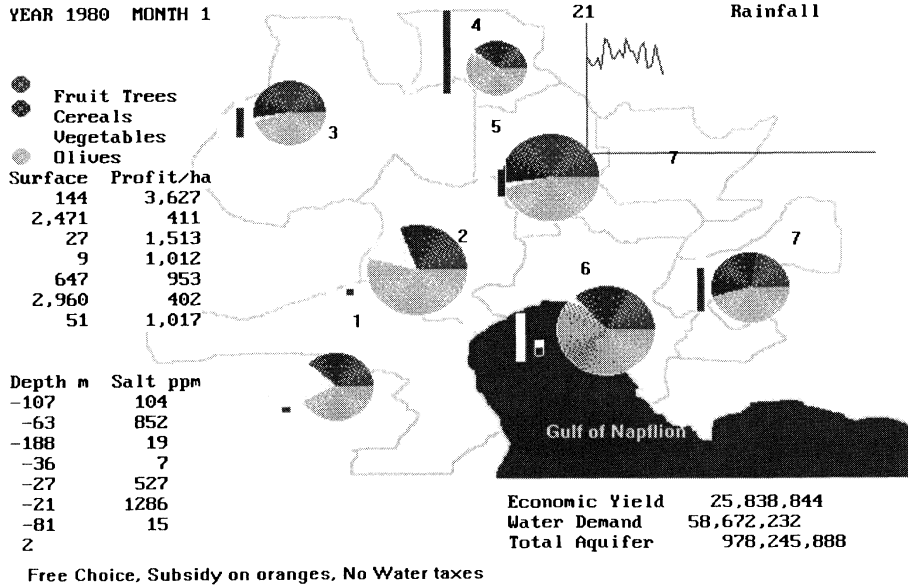 YEAR 1980 MONTH 1
4
21
Rainfall
Fruit Trees
Cereals
Vegetables
Olives
3
5
7
Surface Profit/ha
144 3,627
2,471 411
27 1,513
9 1,012
647 953
2,960 402
51 1,017
2
7
6
1
Depth m Salt ppm
-107 104
-63 852
-188 19
-36 7
-27 527
-21 1286
-81 15
2
Gulf of Napflion
Economic Yield 25,838,844
Water Demand 58,672,232
Total Aquifer 978,245,888
Free Choice, Subsidy on oranges, No Water taxes